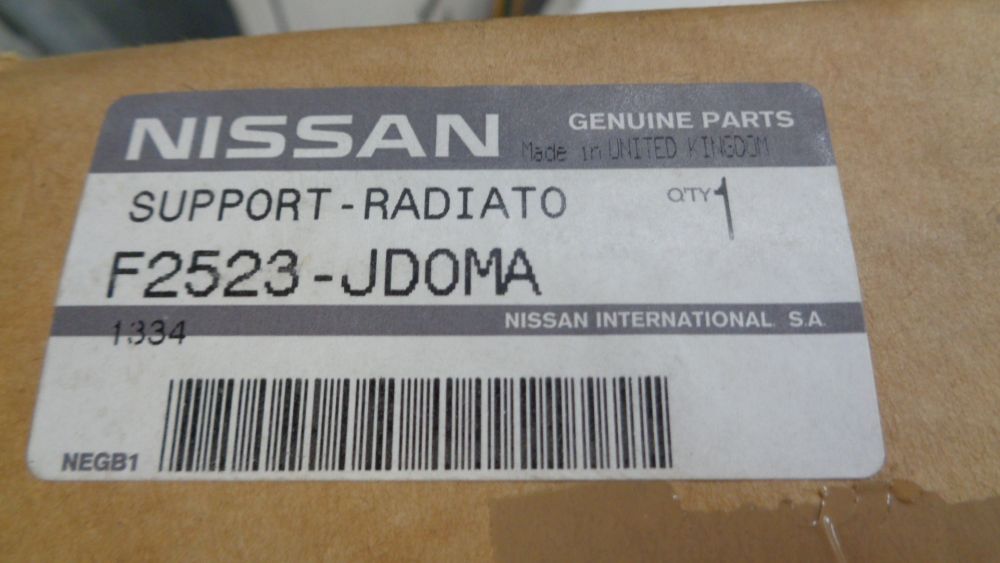 NISSAN
GENUINE PARTS
Made in UNITED KINGDOM
SUPPORT-RADIATO
Q'TY 1
F2523-JD0MA
1334
NISSAN INTERNATIONAL S.A.
NEGB1